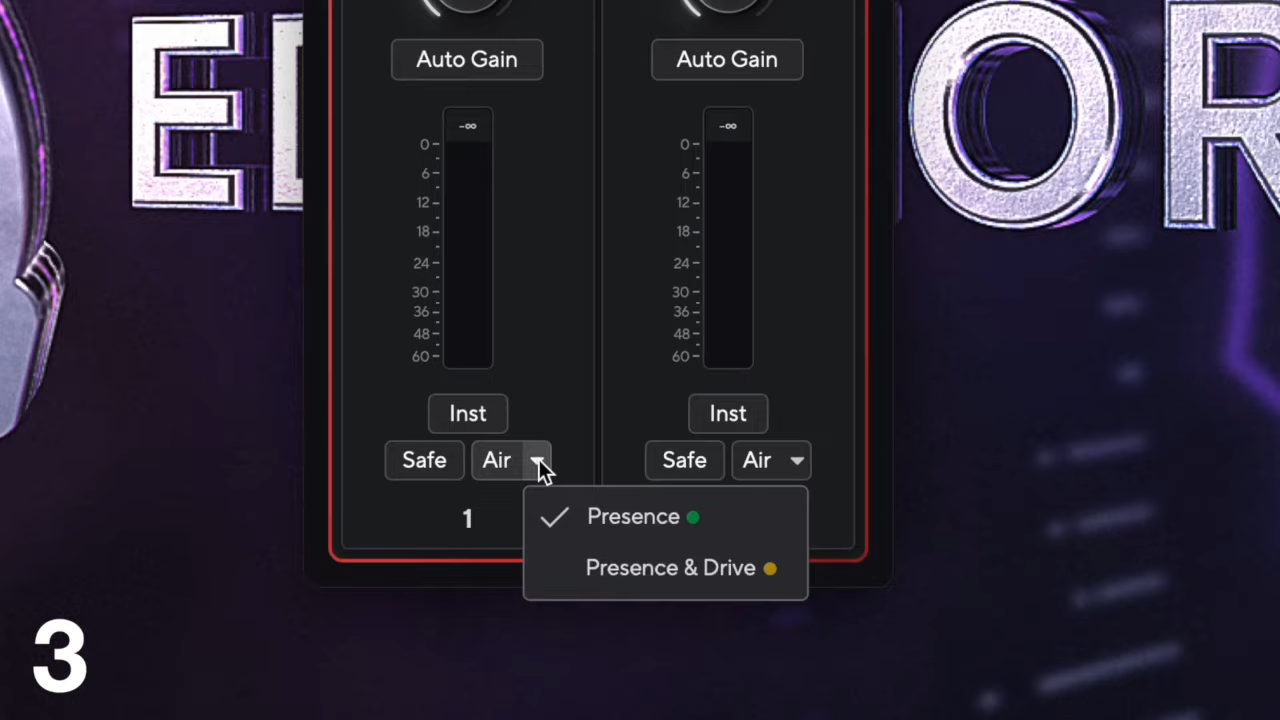 E
OR
Auto Gain Auto Gain
-∞ -∞
0 0
6 6
12 12
18 18
24 24
30 30
36 36
48 48
60 60
Inst Inst
Safe Air Safe Air
1
Presence
Presence & Drive
3